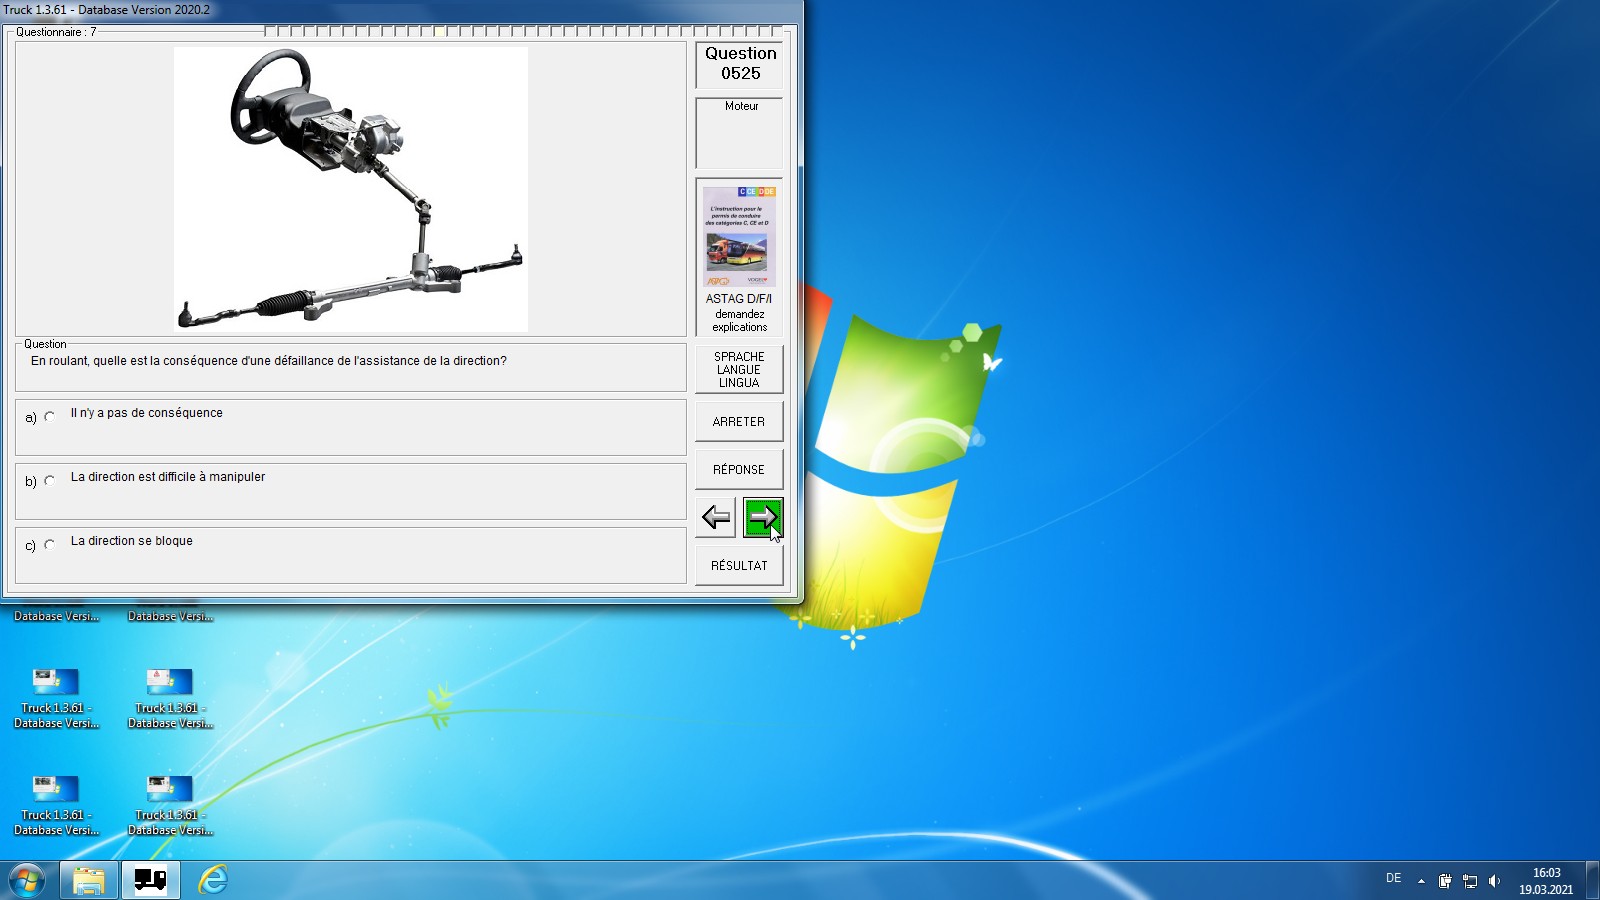 Truck 1.3.61 - Database Version 2020.2
Questionnaire : 7
Question
0525
Moteur
C CE D DE
L'instruction pour le
permis de conduire
des catégories C, CE et D
ASTAG D/F/I
demandez
explications
Question
En roulant, quelle est la conséquence d'une défaillance de l'assistance de la direction?
a) Il n'y a pas de conséquence
b) La direction est difficile à manipuler
c) La direction se bloque
SPRACHE
LANGUE
LINGUA
ARRETER
RÉPONSE
RÉSULTAT
Database Versi...
Database Versi...
Truck 1.3.61 -
Database Versi...
Truck 1.3.61 -
Database Versi...
Truck 1.3.61 -
Database Versi...
Truck 1.3.61 -
Database Versi...
DE
16:03
19.03.2021